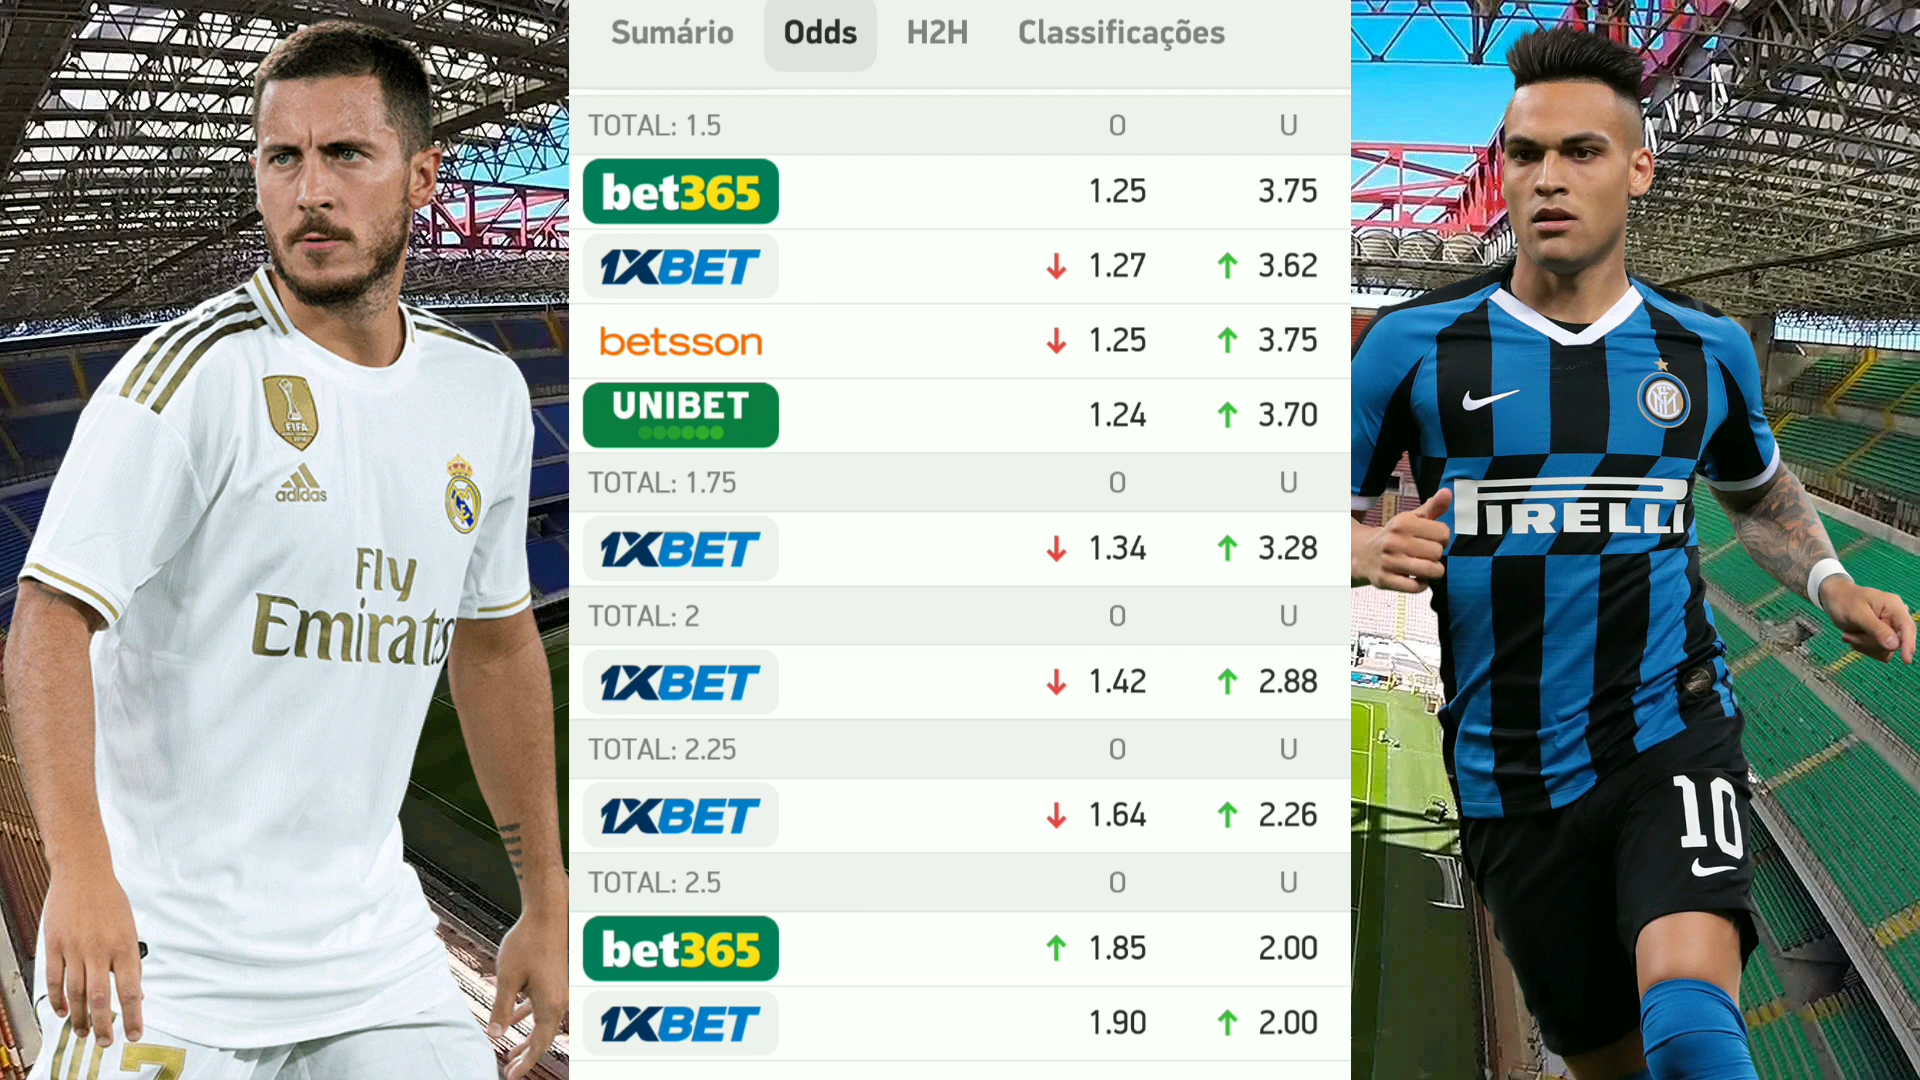 Sumário Odds H2H Classificações
TOTAL: 1.5 O U
bet365 1.25 3.75
1XBET 1.27 3.62
betsson 1.25 3.75
UNIBET 1.24 3.70
TOTAL: 1.75 O U
1XBET 1.34 3.28
TOTAL: 2 O U
1XBET 1.42 2.88
TOTAL: 2.25 O U
1XBET 1.64 2.26
TOTAL: 2.5 O U
bet365 1.85 2.00
1XBET 1.90 2.00
FIFA
adidas
Fly
Emirates
7
PIRELLI
10